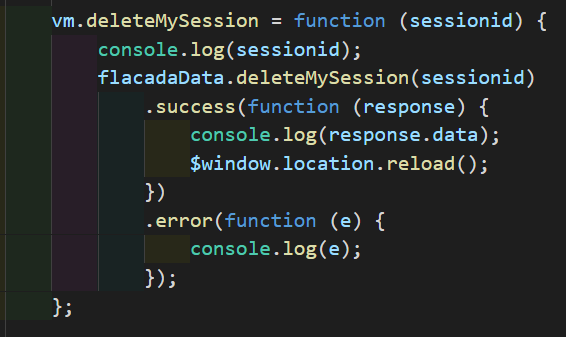 vm.deleteMySession = function (sessionid) {
console.log(sessionid);
flacadaData.deleteMySession(sessionid)
.success(function (response) {
console.log(response.data);
$window.location.reload();
})
.error(function (e) {
console.log(e);
});
};